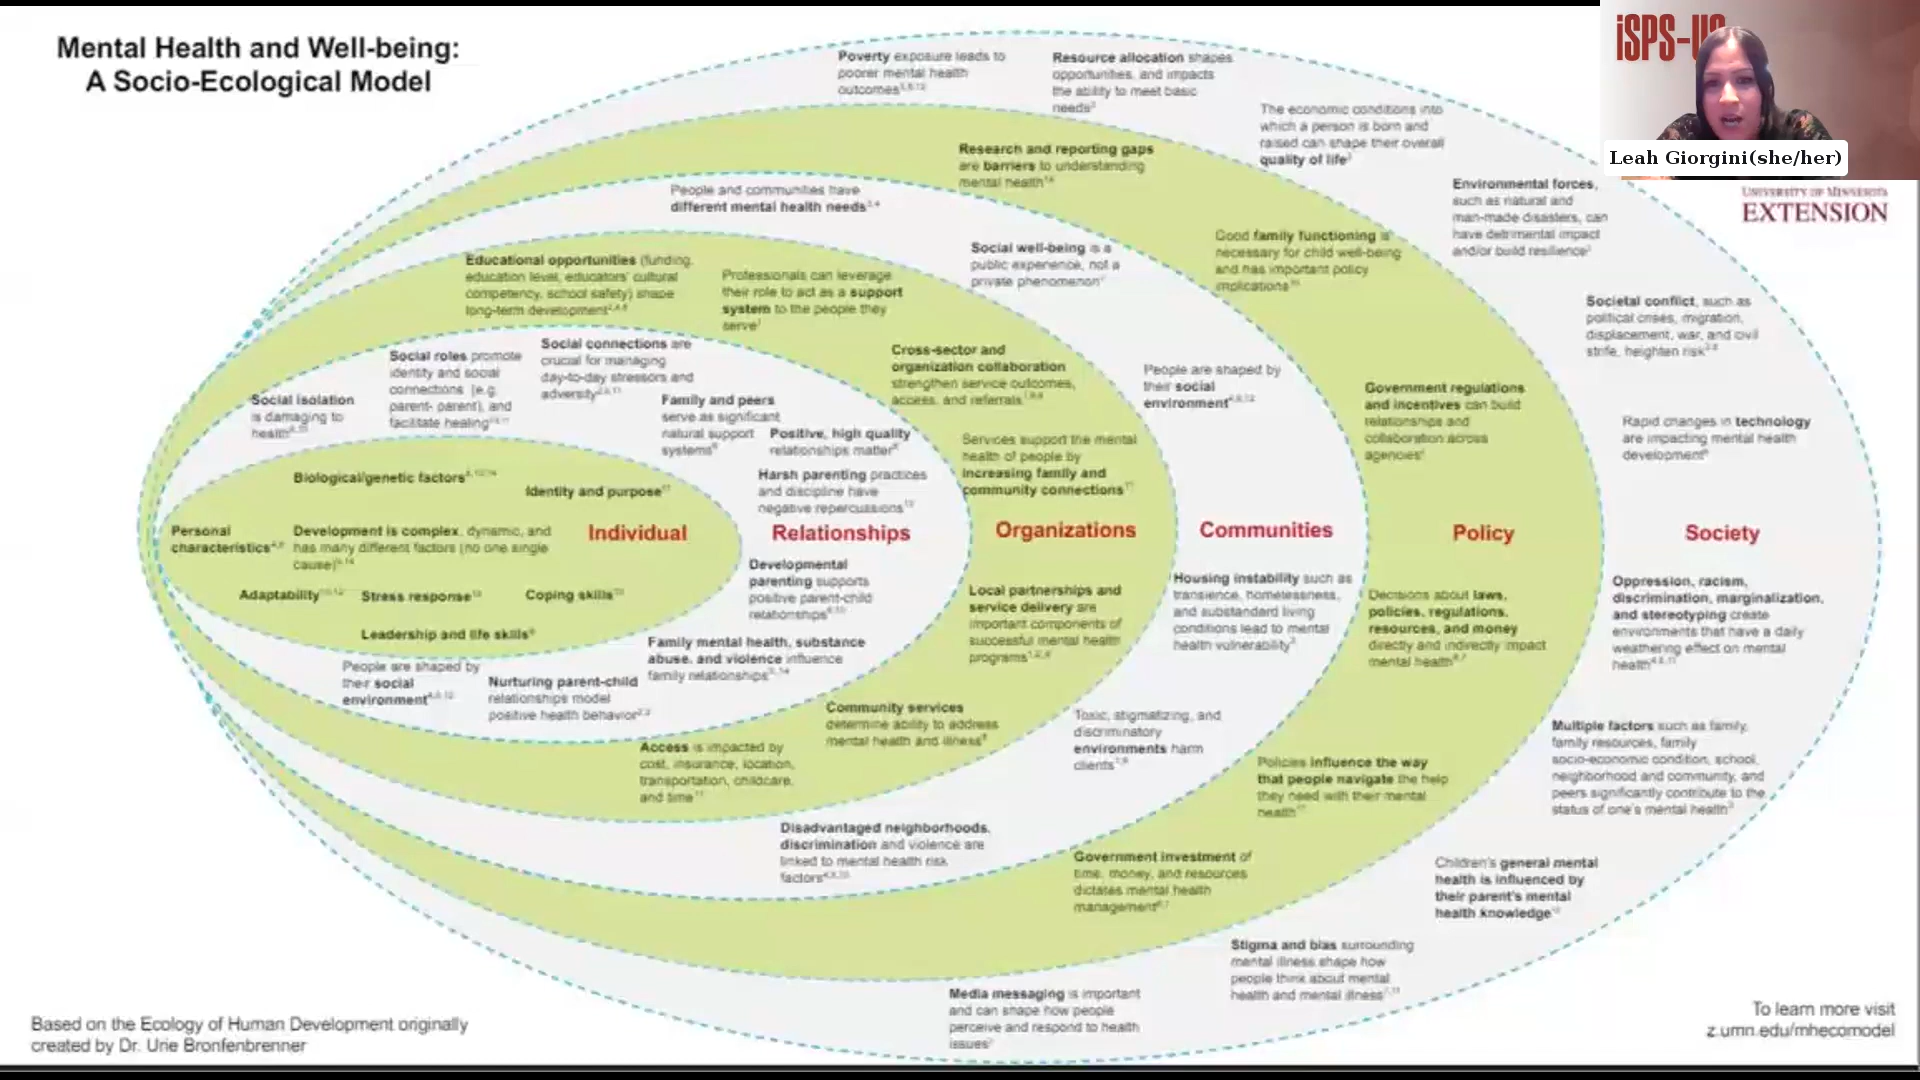 Mental Health and Well-being:
A Socio-Ecological Model
iSPS-US
Leah Giorgini(she/her)
UNIVERSITY OF MINNESOTA
EXTENSION
Poverty exposure leads to
poorer mental health
outcomes
Resource allocation shapes
opportunities, and impacts
the ability to meet basic
needs
The economic conditions into
which a person is born and
raised can shape their overall
quality of life
Environmental forces,
such as natural and
man-made disasters, can
have detrimental impact
and/or build resilience
Societal conflict, such as
political crises, migration,
displacement, war, and civil
strife, heighten risk
Rapid changes in technology
are impacting mental health
development
Society
Oppression, racism,
discrimination, marginalization,
and stereotyping create
environments that have a daily
weathering effect on mental
health
Multiple factors such as family,
family resources, family
socio-economic condition, school,
neighborhood and community, and
peers significantly contribute to the
status of one's mental health
Children's general mental
health is influenced by
their parent's mental
health knowledge
Stigma and bias surrounding
mental illness shape how
people think about mental
health and mental illness
Media messaging is important
and can shape how people
perceive and respond to health
issues
Research and reporting gaps
are barriers to understanding
mental health
Good family functioning is
necessary for child well-being
and has important policy
implications
Government regulations
and incentives can build
relationships and
collaboration across
agencies
Policy
Decisions about laws,
policies, regulations,
resources, and money
directly and indirectly impact
mental health
Policies influence the way
that people navigate the help
they need with their mental
health
Government investment of
time, money, and resources
dictates mental health
management
People and communities have
different mental health needs
Social well-being is a
public experience, not a
private phenomenon
People are shaped by
their social
environment
Communities
Housing instability such as
transience, homelessness,
and substandard living
conditions lead to mental
health vulnerability
Toxic, stigmatizing, and
discriminatory
environments harm
clients
Disadvantaged neighborhoods,
discrimination and violence are
linked to mental health risk
factors
Educational opportunities (funding,
education level, educators' cultural
competency, school safety) shape
long-term development
Professionals can leverage
their role to act as a support
system to the people they
serve
Cross-sector and
organization collaboration
strengthen service outcomes,
access, and referrals
Services support the mental
health of people by
increasing family and
community connections
Organizations
Local partnerships and
service delivery are
important components of
successful mental health
programs
Community services
determine ability to address
mental health and illness
Access is impacted by
cost, insurance, location,
transportation, childcare,
and time
Social isolation
is damaging to
health
Social roles promote
identity and social
connections (e.g.
parent- parent), and
facilitate healing
Social connections are
crucial for managing
day-to-day stressors and
adversity
Family and peers
serve as significant
natural support
systems
Positive, high quality
relationships matter
Harsh parenting practices
and discipline have
negative repercussions
Relationships
Developmental
parenting supports
positive parent-child
relationships
Family mental health, substance
abuse, and violence influence
family relationships
Nurturing parent-child
relationships model
positive health behavior
People are shaped by
their social
environment
Biological/genetic factors
Identity and purpose
Personal
characteristics
Development is complex, dynamic, and
has many different factors (no one single
cause)
Individual
Adaptability
Stress response
Coping skills
Leadership and life skills
Based on the Ecology of Human Development originally
created by Dr. Urie Bronfenbrenner
To learn more visit
z.umn.edu/mhecomodel